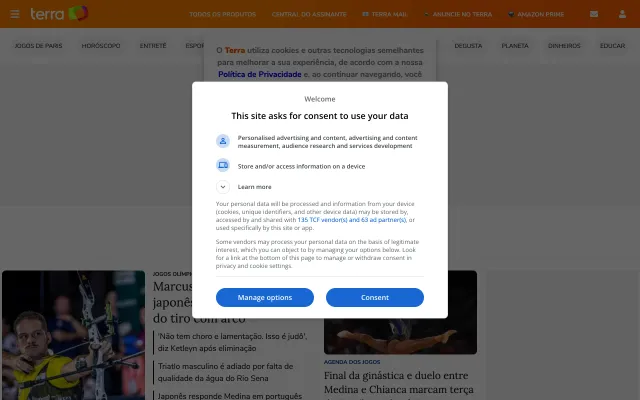 terra
TODOS OS PRODUTOS
CENTRAL DO ASSINANTE
TERRA MAIL
ANUNCIE NO TERRA
AMAZON PRIME
JOGOS DE PARIS
HORÓSCOPO
ENTRETÊ
DEGUSTA
PLANETA
DINHEIROS
EDUCAR
O Terra utiliza cookies e outras tecnologias semelhantes
para melhorar a sua experiência, de acordo com a nossa
Política de Privacidade e, ao continuar navegando, você
Welcome
This site asks for consent to use your data
Personalised advertising and content, advertising and content
measurement, audience research and services development
Store and/or access information on a device
Learn more
Your personal data will be processed and information from your device
(cookies, unique identifiers, and other device data) may be stored by,
accessed by and shared with 135 TCF vendor(s) and 63 ad partner(s), or
used specifically by this site or app.
Some vendors may process your personal data on the basis of legitimate
interest, which you can object to by managing your options below. Look
for a link at the bottom of this page to manage or withdraw consent in
privacy and cookie settings.
Manage options
Consent
JOGOS OLÍMP
Marcus
japonês
do tiro com arco
'Não tem choro e lamentação. Isso é judô',
diz Ketleyn após eliminação
Triatlo masculino é adiado por falta de
qualidade da água do Rio Sena
Japonês responde Medina em português
AGENDA DOS JOGOS
Final da ginástica e duelo entre
Medina e Chianca marcam terça